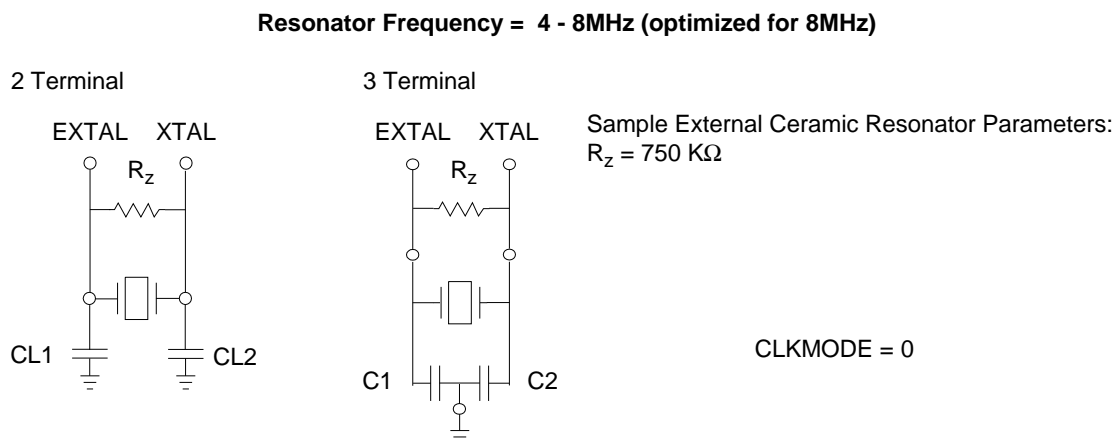 Resonator Frequency = 4 - 8MHz (optimized for 8MHz)
2 Terminal
3 Terminal
EXTAL XTAL
EXTAL XTAL
Sample External Ceramic Resonator Parameters:
Rz = 750 KΩ
Rz
Rz
CL1
CL2
C1
C2
CLKMODE = 0